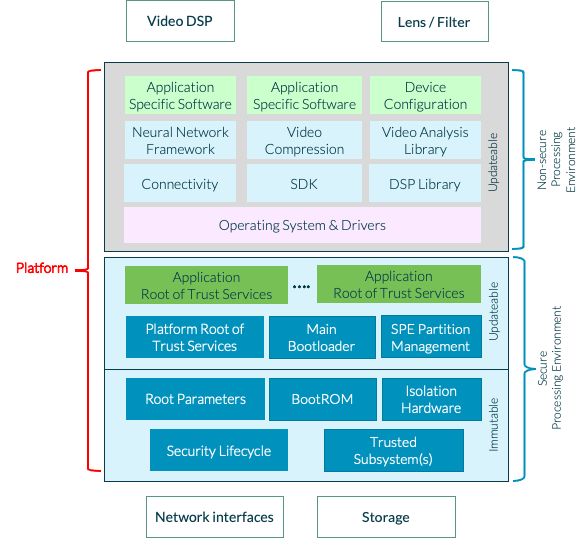 Video DSP
Lens / Filter
Application
Specific Software
Application
Specific Software
Device
Configuration
Neural Network
Framework
Video
Compression
Video Analysis
Library
Connectivity
SDK
DSP Library
Operating System & Drivers
Updateable
Non-secure
Processing
Environment
Platform
Application
Root of Trust Services
....
Application
Root of Trust Services
Platform Root of
Trust Services
Main
Bootloader
SPE Partition
Management
Updateable
Secure
Processing Environment
Root Parameters
BootROM
Isolation
Hardware
Security Lifecycle
Trusted
Subsystem(s)
Immutable
Network interfaces
Storage